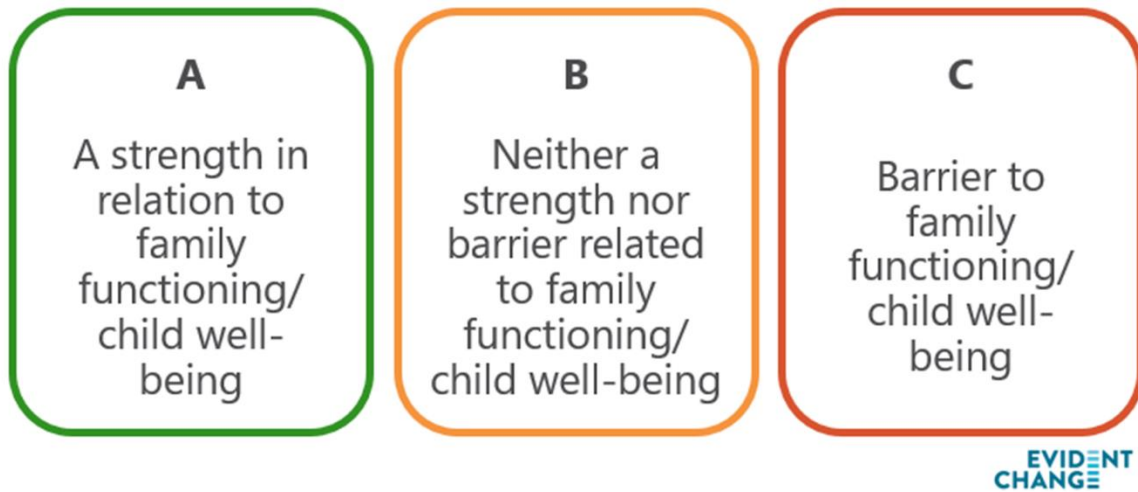 A
A strength in
relation to
family
functioning/
child well-
being
B
Neither a
strength nor
barrier related
to family
functioning/
child well-being
C
Barrier to
family
functioning/
child well-
being
EVIDENT
CHANGE